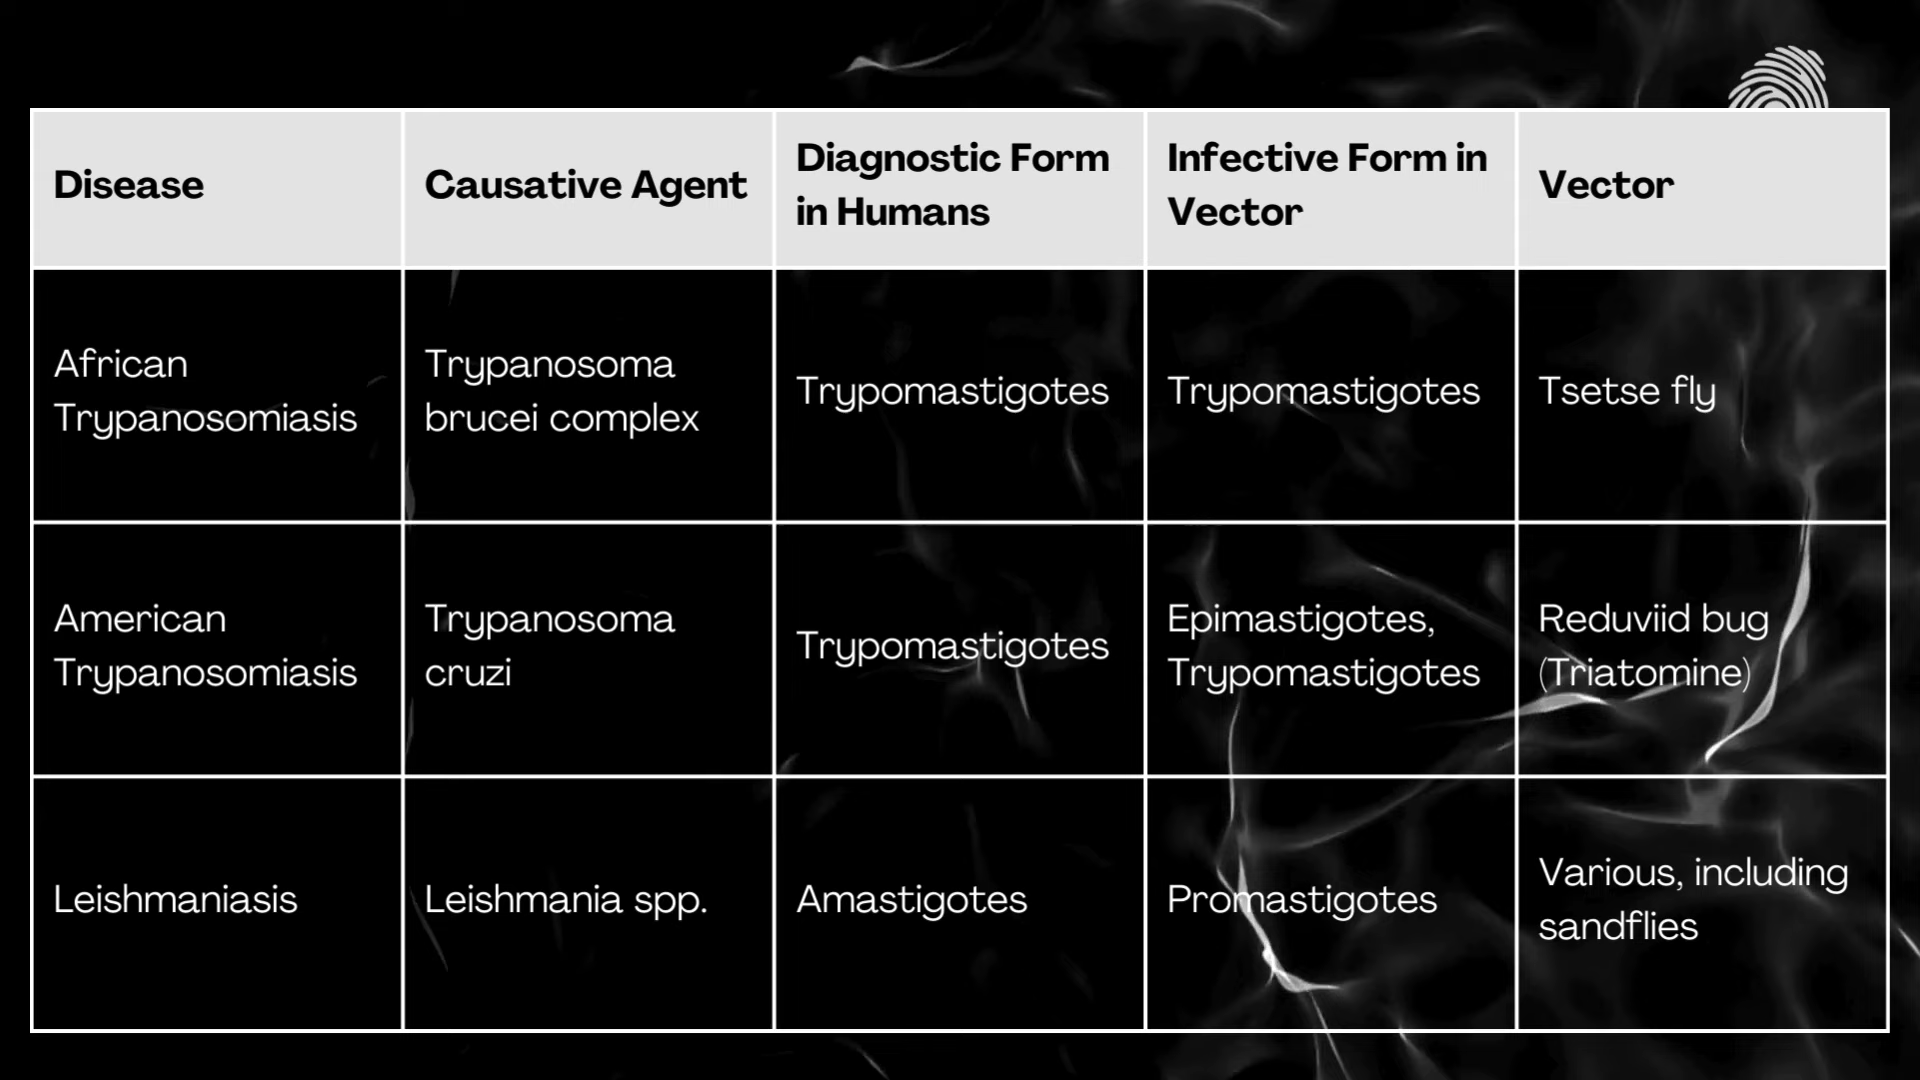 Disease
Causative Agent
Diagnostic Form
in Humans
Infective Form in
Vector
Vector
African
Trypanosomiasis
Trypanosoma
brucei complex
Trypomastigotes
Trypomastigotes
Tsetse fly
American
Trypanosomiasis
Trypanosoma
cruzi
Trypomastigotes
Epimastigotes,
Trypomastigotes
Reduviid bug
(Triatomine)
Leishmaniasis
Leishmania spp.
Amastigotes
Promastigotes
Various, including
sandflies